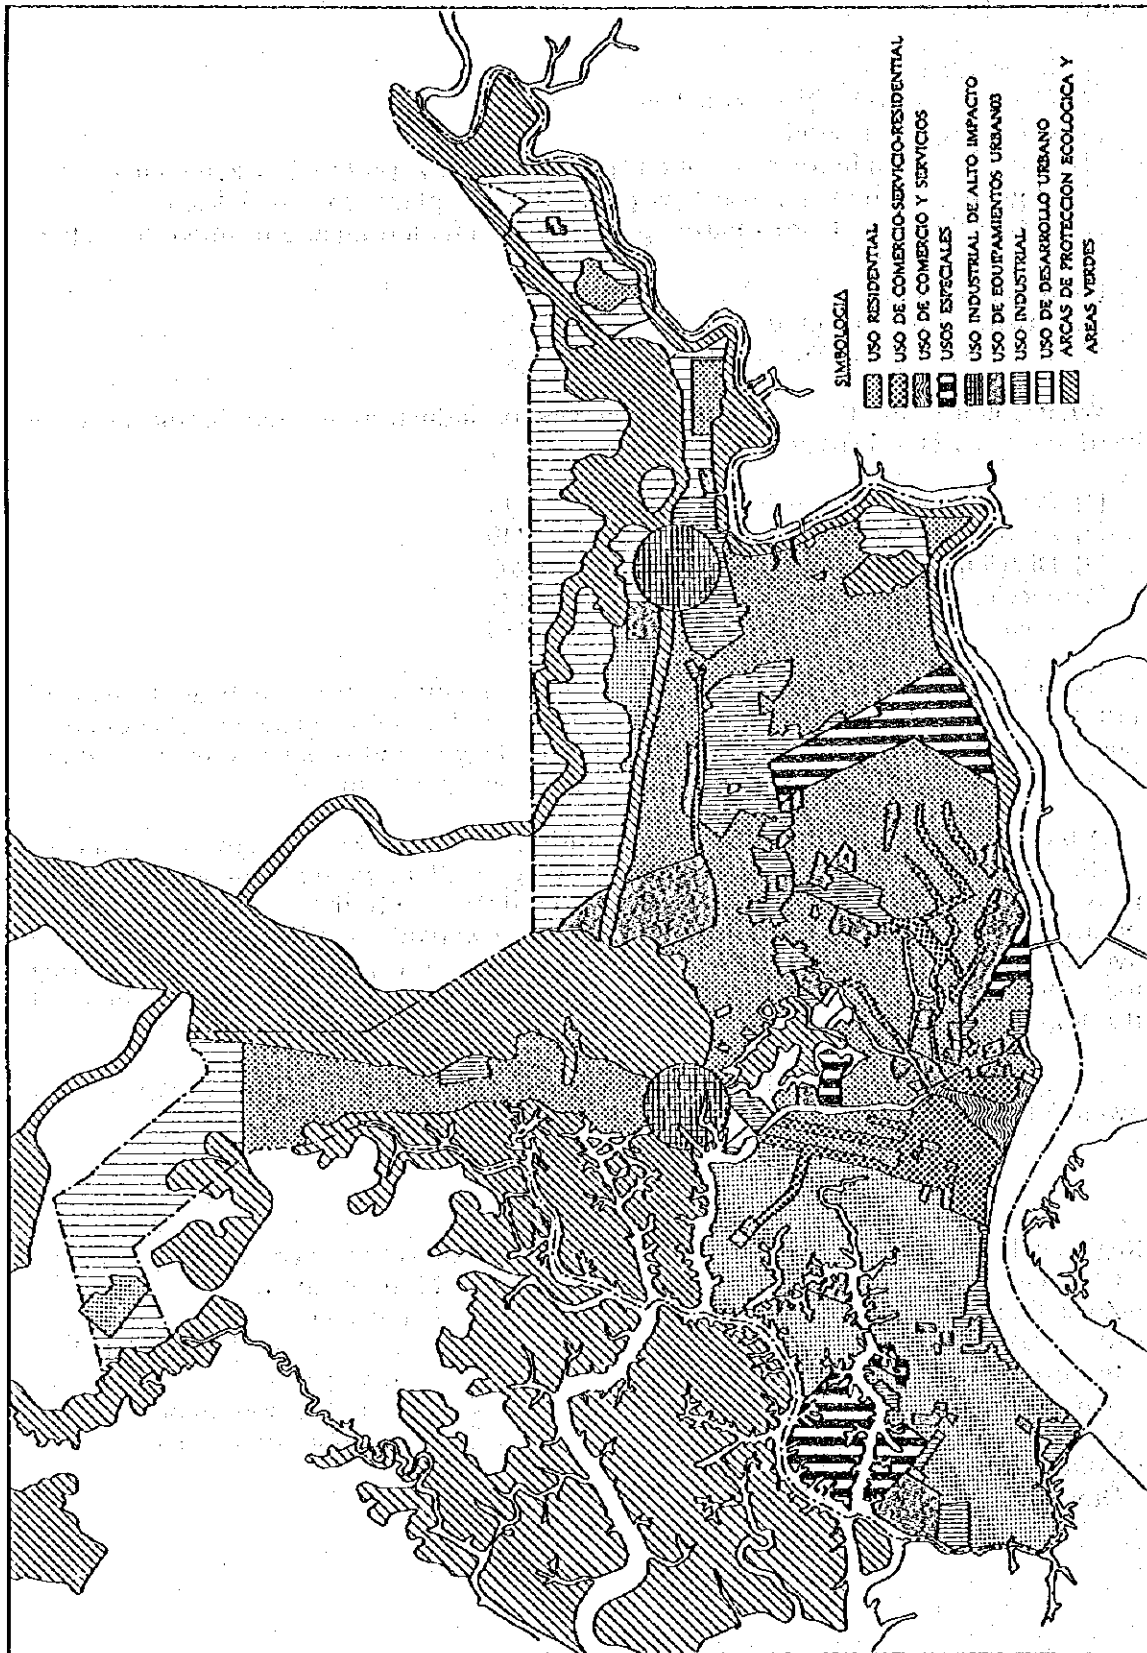 SIMBOLOGIA
USO RESIDENTIAL
USO DE COMERCIO-SERVICIO-RESIDENTIAL
USO DE COMERCIO Y SERVICIOS
USOS ESPECIALES
USO INDUSTRIAL DE ALTO IMPACTO
USO DE EQUIPAMIENTOS URBANOS
USO INDUSTRIAL
USO DE DESARROLLO URBANO
ARCAS DE PROTECCION ECOLOGICA Y
AREAS VERDES